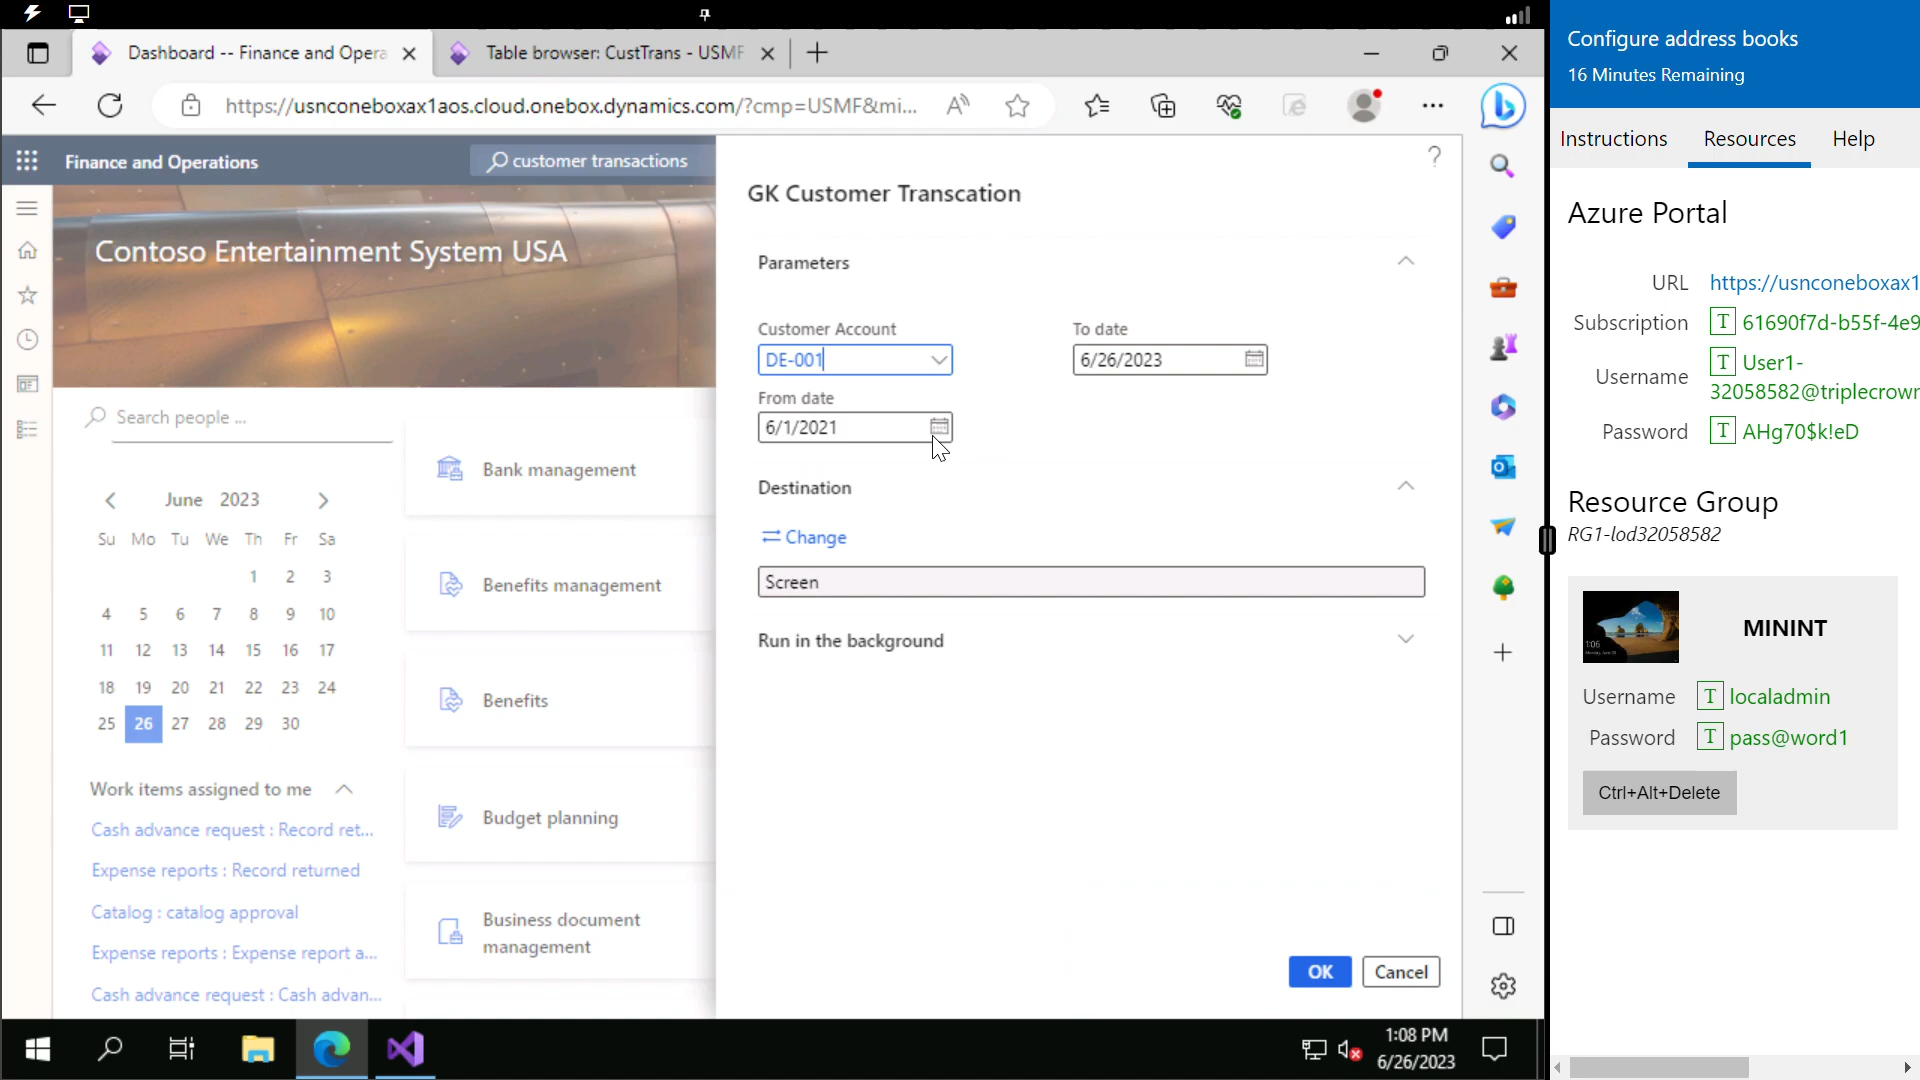 Dashboard -- Finance and Opera
Table browser: CustTrans - USMF
https://usnconeboxax1aos.cloud.onebox.dynamics.com/?cmp=USMF&mi...
Finance and Operations
customer transactions
Contoso Entertainment System USA
Search people ...
June 2023
Su Mo Tu We Th Fr Sa
1 2 3
4 5 6 7 8 9 10
11 12 13 14 15 16 17
18 19 20 21 22 23 24
25 26 27 28 29 30
Work items assigned to me
Cash advance request : Record ret...
Expense reports : Record returned
Catalog : catalog approval
Expense reports : Expense report a...
Cash advance request : Cash advan...
Bank management
Benefits management
Benefits
Budget planning
Business document
management
?
GK Customer Transcation
Parameters
Customer Account
DE-001
To date
6/26/2023
From date
6/1/2021
Destination
Change
Screen
Run in the background
OK
Cancel
1:08 PM
6/26/2023
Configure address books
16 Minutes Remaining
Instructions
Resources
Help
Azure Portal
URL https://usnconeboxax1
Subscription T 61690f7d-b55f-4e9
Username T User1-
32058582@triplecrown
Password T AHg70$k!eD
Resource Group
RG1-lod32058582
MININT
Username T localadmin
Password T pass@word1
Ctrl+Alt+Delete